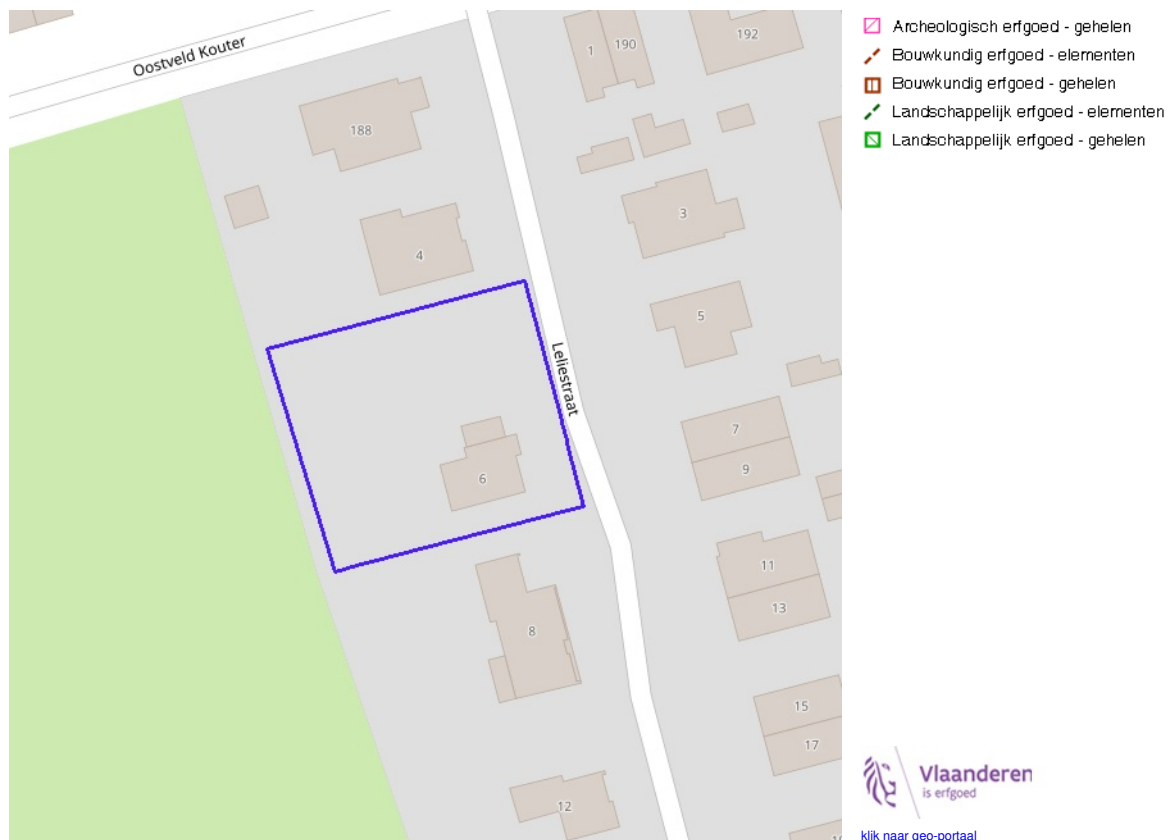 Oostveld Kouter
188
1
190
192
4
3
5
Leliestraat
7
9
6
11
13
8
15
17
12
Archeologisch erfgoed - gehelen
Bouwkundig erfgoed - elementen
Bouwkundig erfgoed - gehelen
Landschappelijk erfgoed - elementen
Landschappelijk erfgoed - gehelen
Vlaanderen
is erfgoed
klik naar geo-portaal